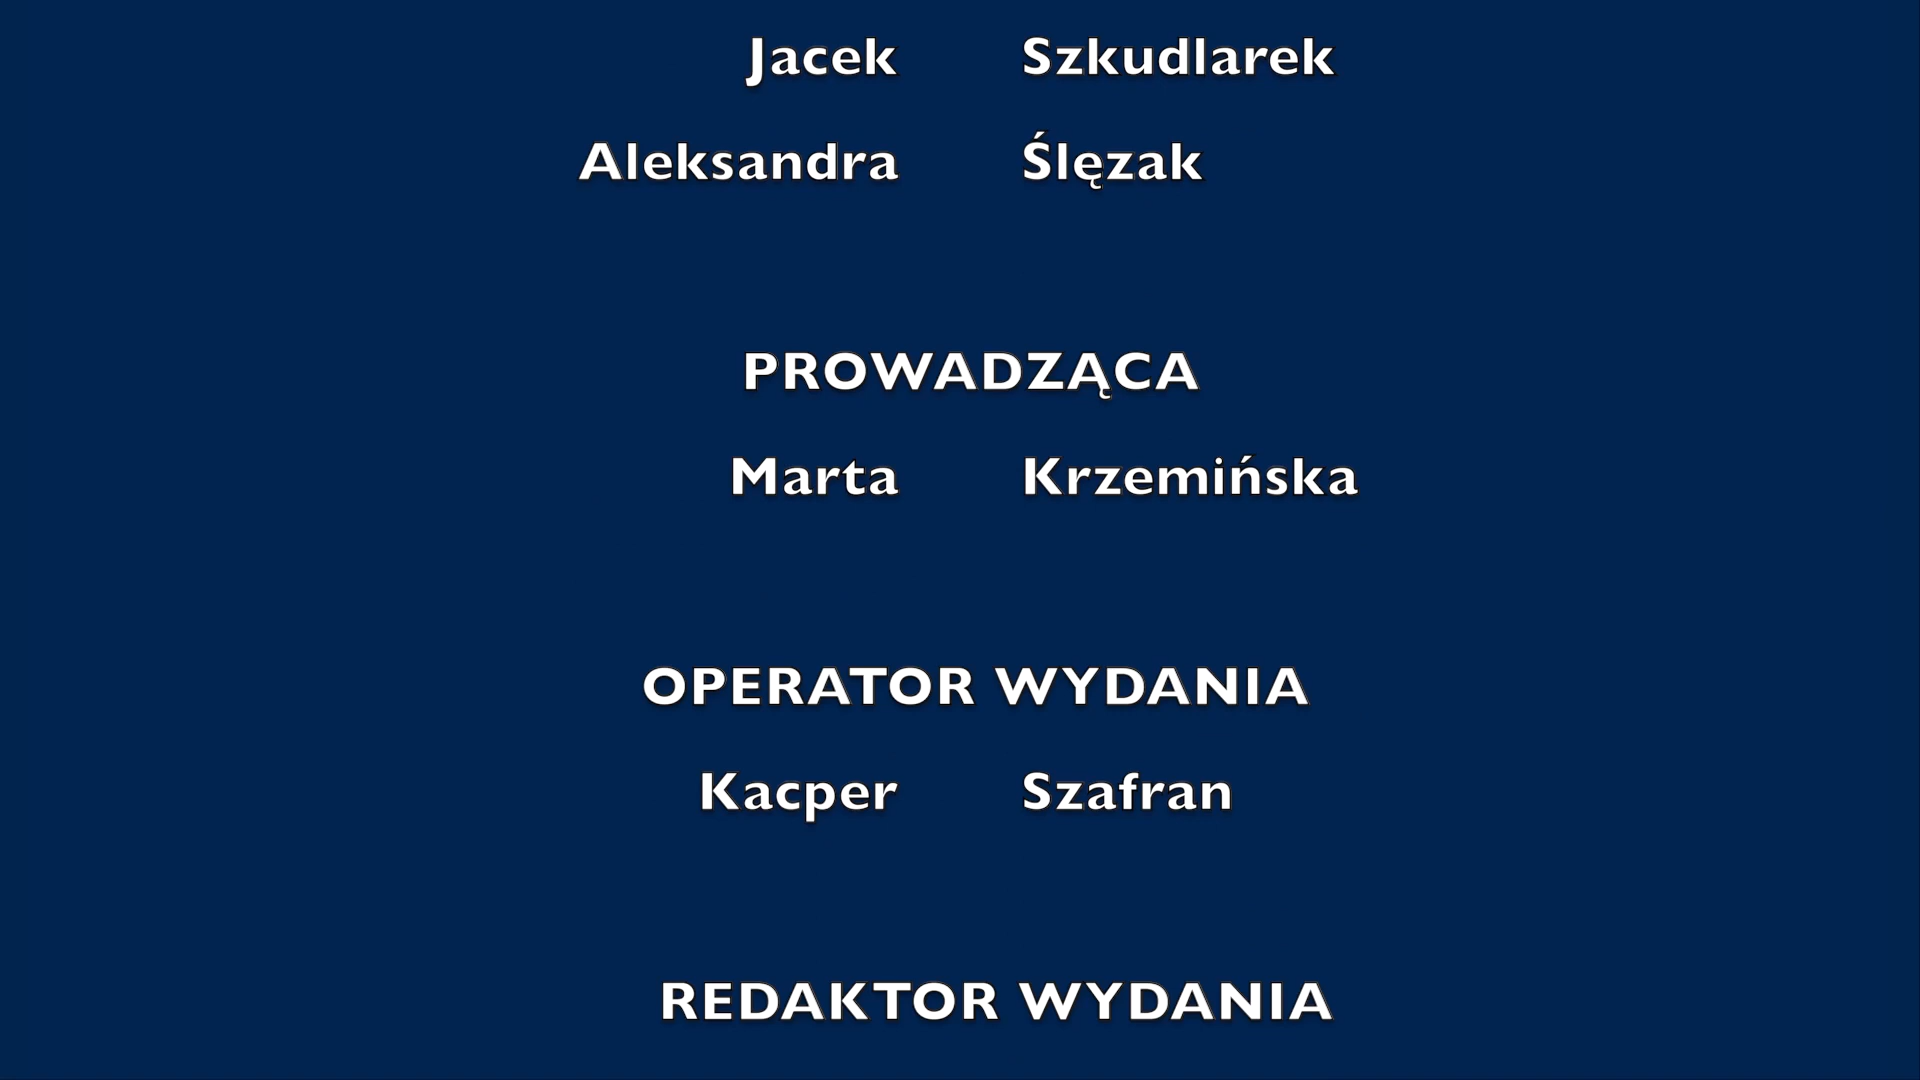 Jacek Szkudlarek
Aleksandra Ślęzak
PROWADZĄCA
Marta Krzemińska
OPERATOR WYDANIA
Kacper Szafran
REDAKTOR WYDANIA